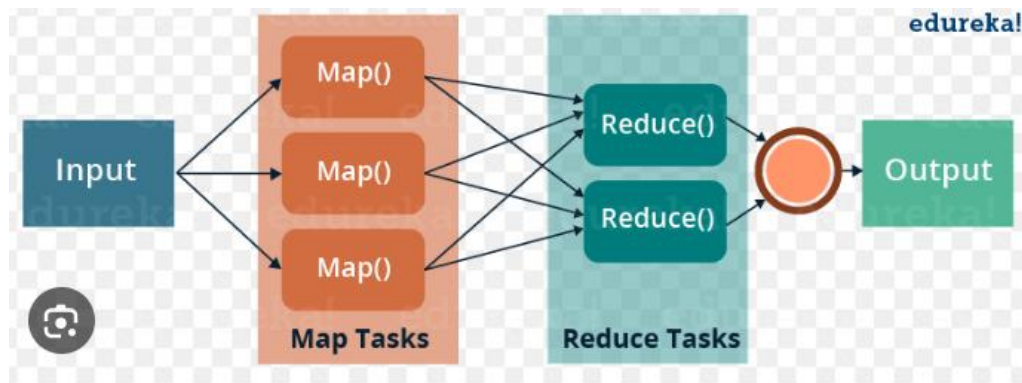 edureka!
Input
Map()
Map()
Map()
Map Tasks
Reduce()
Reduce()
Reduce Tasks
Output